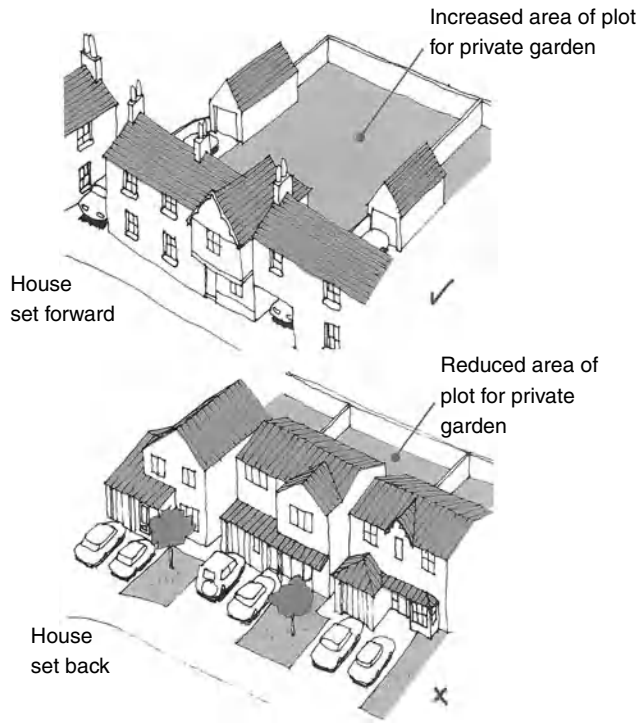 Increased area of plot
for private garden
House
set forward
Reduced area of
plot for private
garden
House
set back